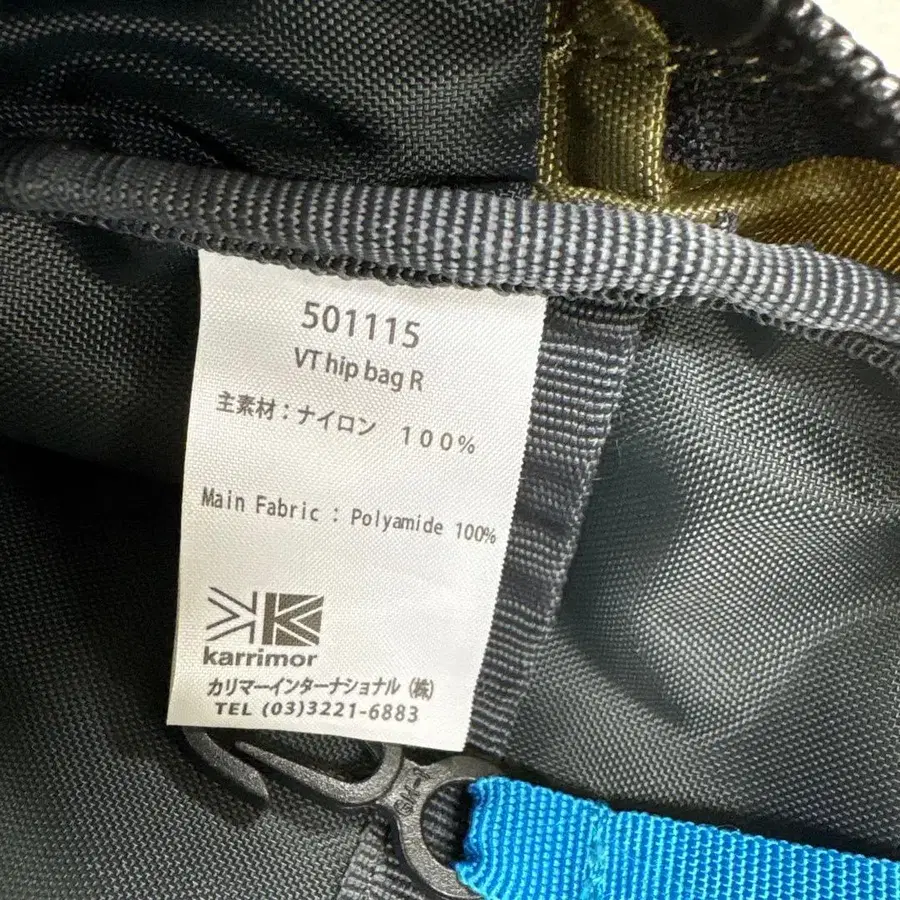 501115
VT hip bag R
主素材：ナイロン　１００％
Main Fabric : Polyamide 100%
karrimor
カリマーインターナショナル（株）
TEL (03)3221-6883